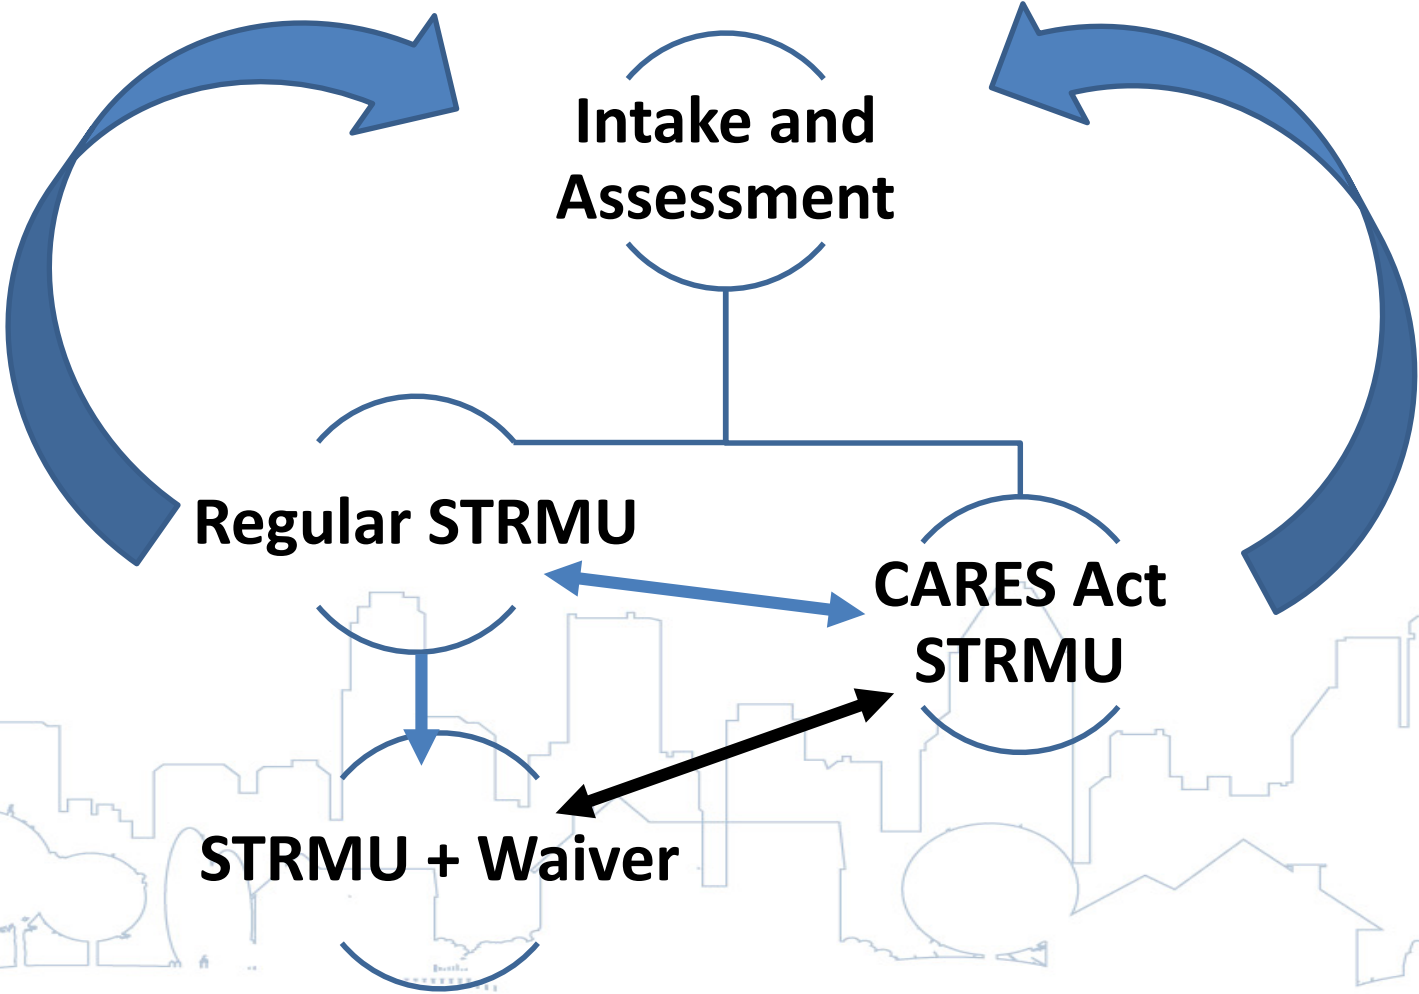 Intake and
Assessment
Regular STRMU
CARES Act
STRMU
STRMU + Waiver